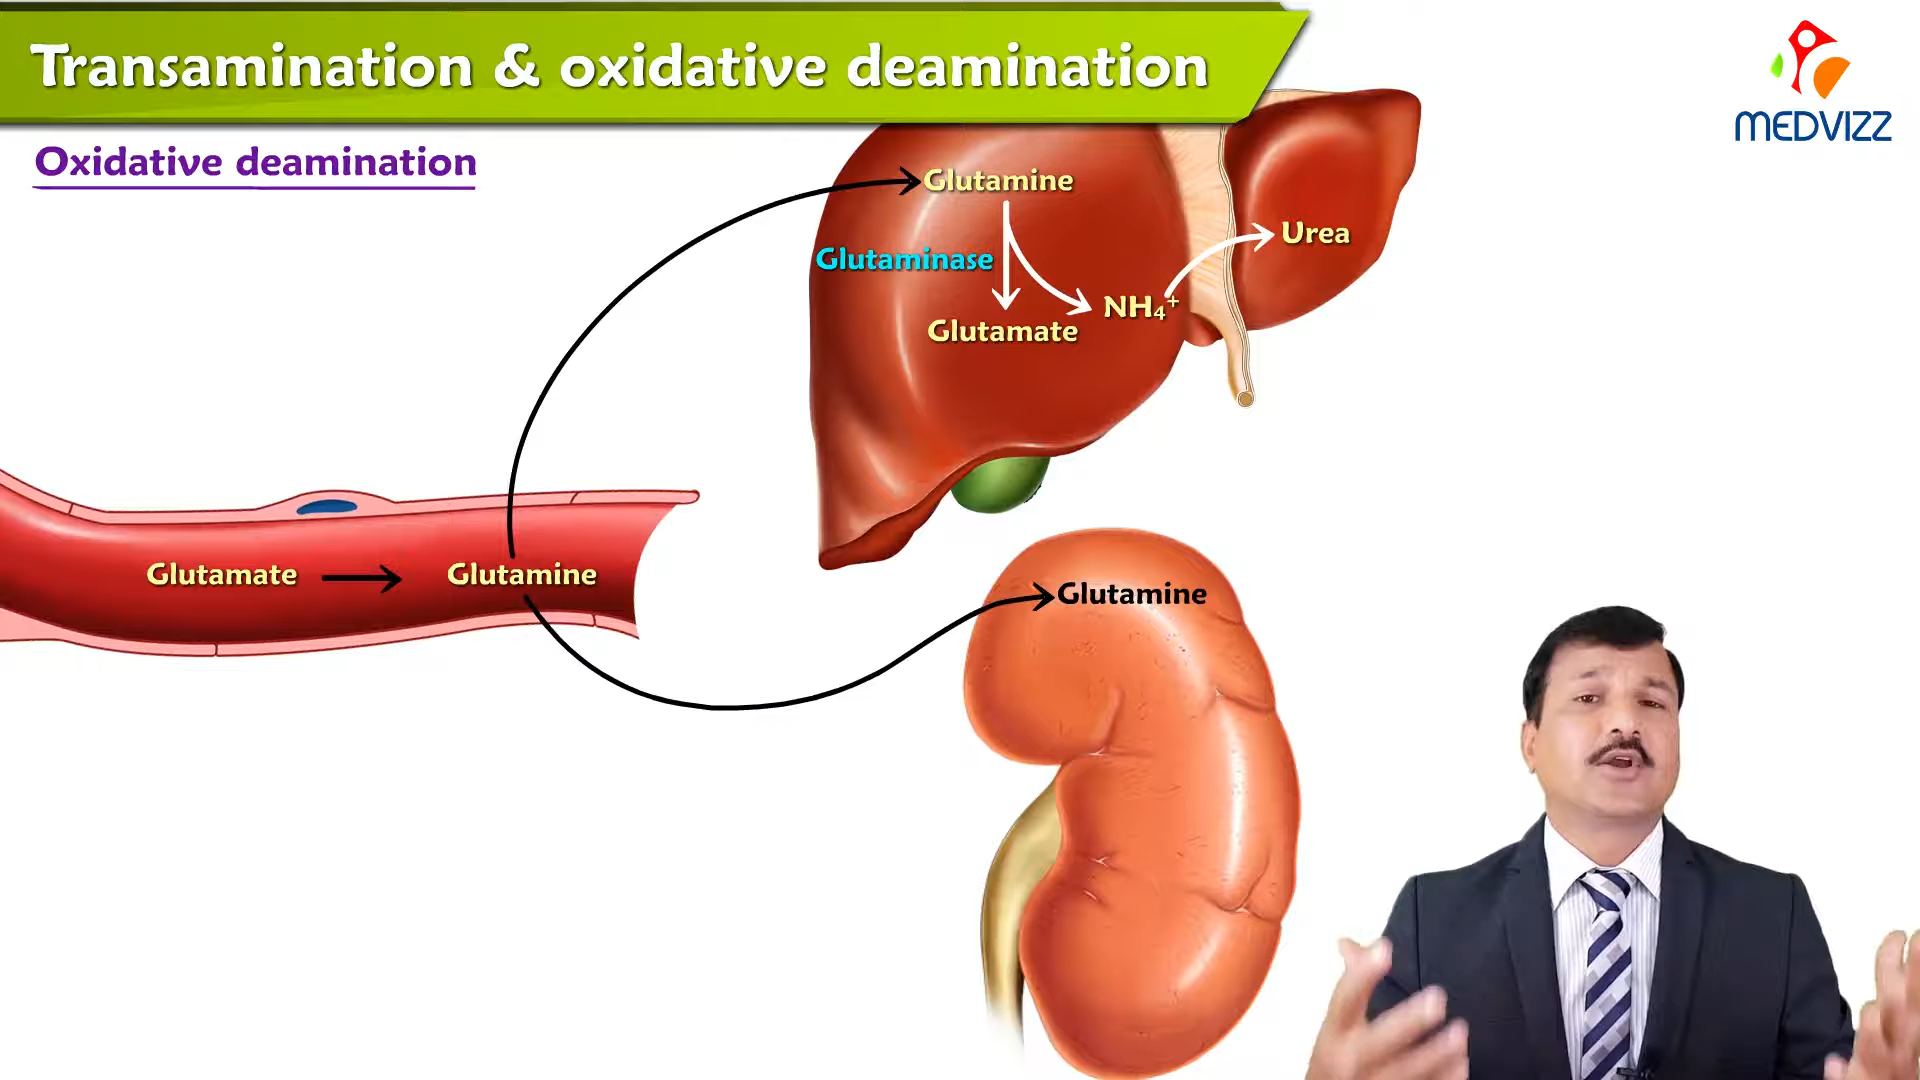 Transamination & oxidative deamination
MEDVIZZ
Oxidative deamination
Glutamine
Urea
Glutaminase
NH₄⁺
Glutamate
Glutamate
Glutamine
Glutamine